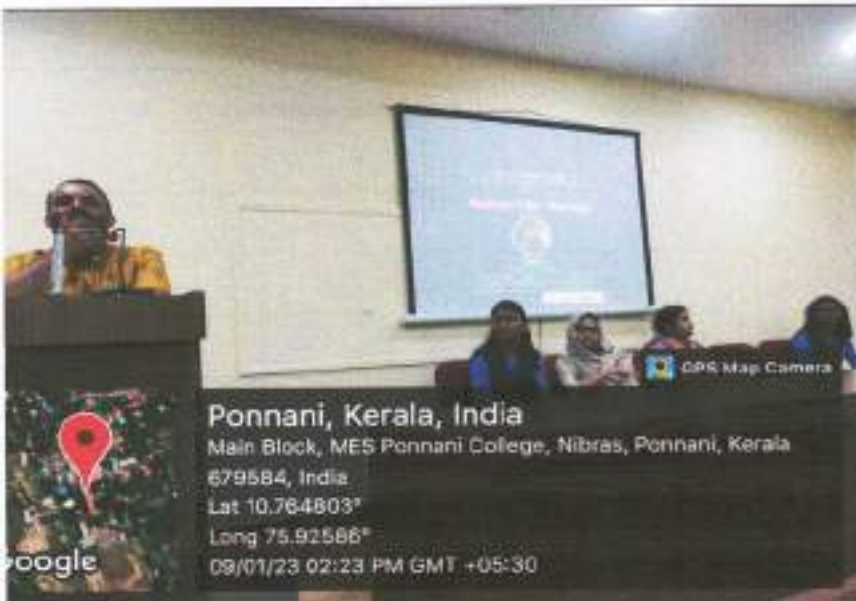 GPS Map Camera
Ponnani, Kerala, India
Main Block, MES Ponnani College, Nibras, Ponnani, Kerala
679584, India
Lat 10.764803°
Long 75.92586°
09/01/23 02:23 PM GMT +05:30
oogle